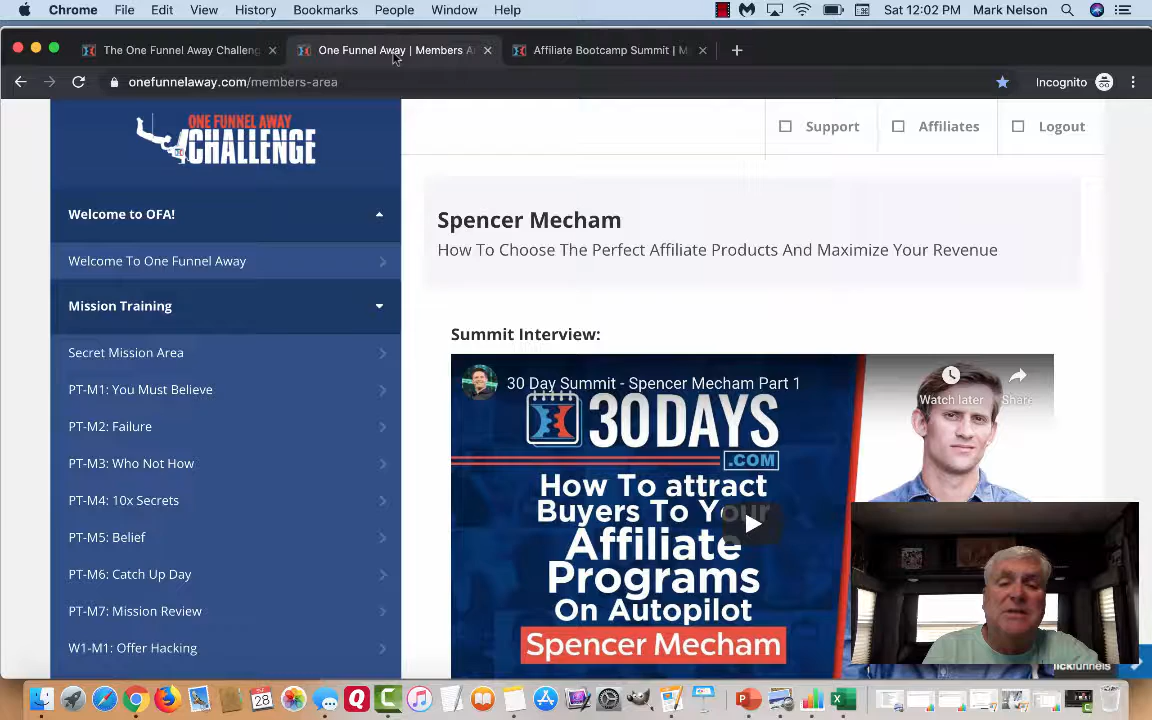 Chrome File Edit View History Bookmarks People Window Help Sat 12:02 PM Mark Nelson
The One Funnel Away Challeng
One Funnel Away | Members A
Affiliate Bootcamp Summit | M
onefunnelaway.com/members-area
Incognito
ONE FUNNEL AWAY
CHALLENGE
Support
Affiliates
Logout
Welcome to OFA!
Welcome To One Funnel Away
Mission Training
Secret Mission Area
PT-M1: You Must Believe
PT-M2: Failure
PT-M3: Who Not How
PT-M4: 10x Secrets
PT-M5: Belief
PT-M6: Catch Up Day
PT-M7: Mission Review
W1-M1: Offer Hacking
Spencer Mecham
How To Choose The Perfect Affiliate Products And Maximize Your Revenue
Summit Interview:
30 Day Summit - Spencer Mecham Part 1
Watch later
Share
30DAYS
.COM
How To attract
Buyers To Your
Affiliate
Programs
On Autopilot
Spencer Mecham
lickfunnels
28